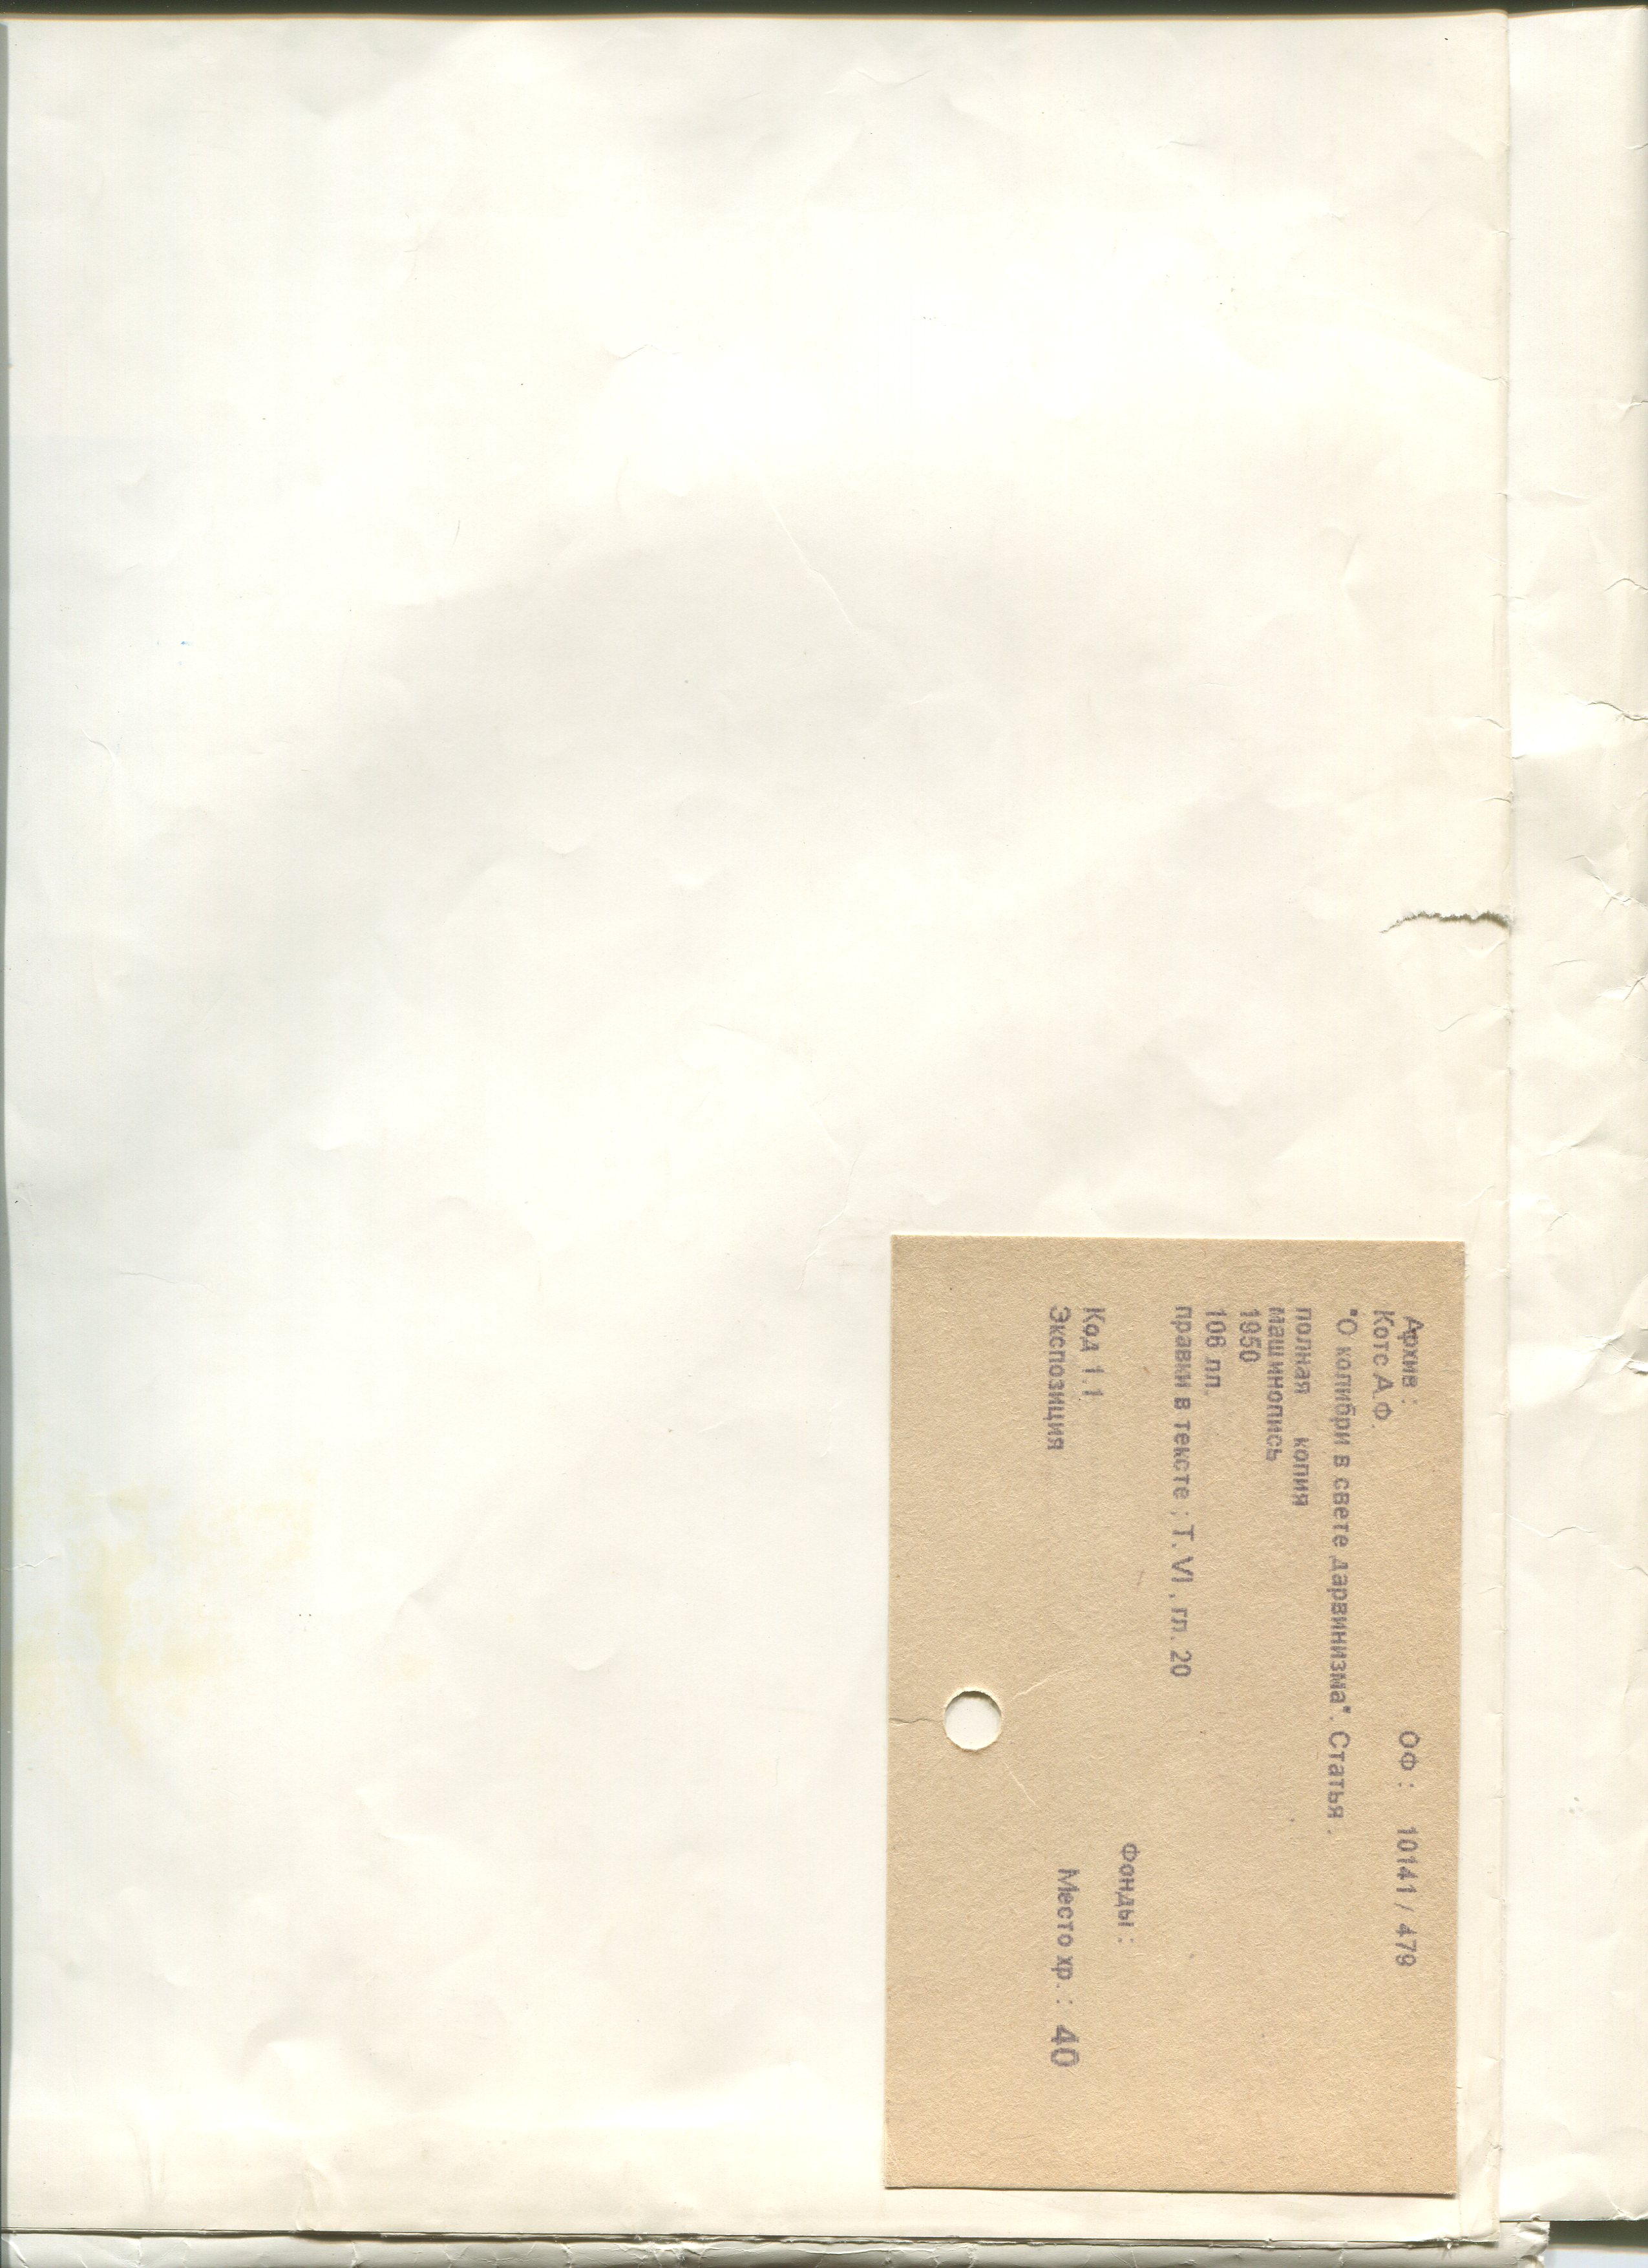 Архив : ОФ : 10141 / 479
Котс А.Ф.
"О колибри в свете дарвинизма". Статья .
полная копия
машинопись
1950
106 лл.
правки в тексте ; Т. VI , гл. 20
Фонды :
Код 1.1.
Экспозиция Место хр. : 40